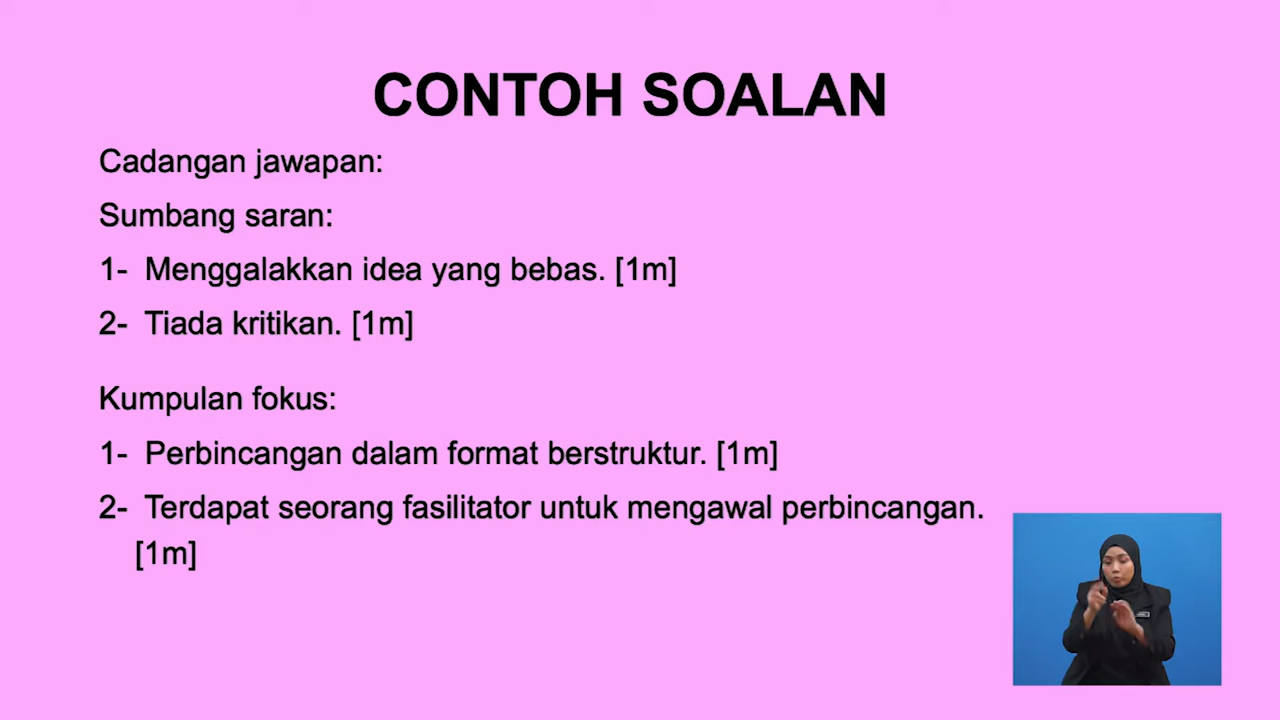 CONTOH SOALAN
Cadangan jawapan:
Sumbang saran:
1- Menggalakkan idea yang bebas. [1m]
2- Tiada kritikan. [1m]
Kumpulan fokus:
1- Perbincangan dalam format berstruktur. [1m]
2- Terdapat seorang fasilitator untuk mengawal perbincangan.
[1m]